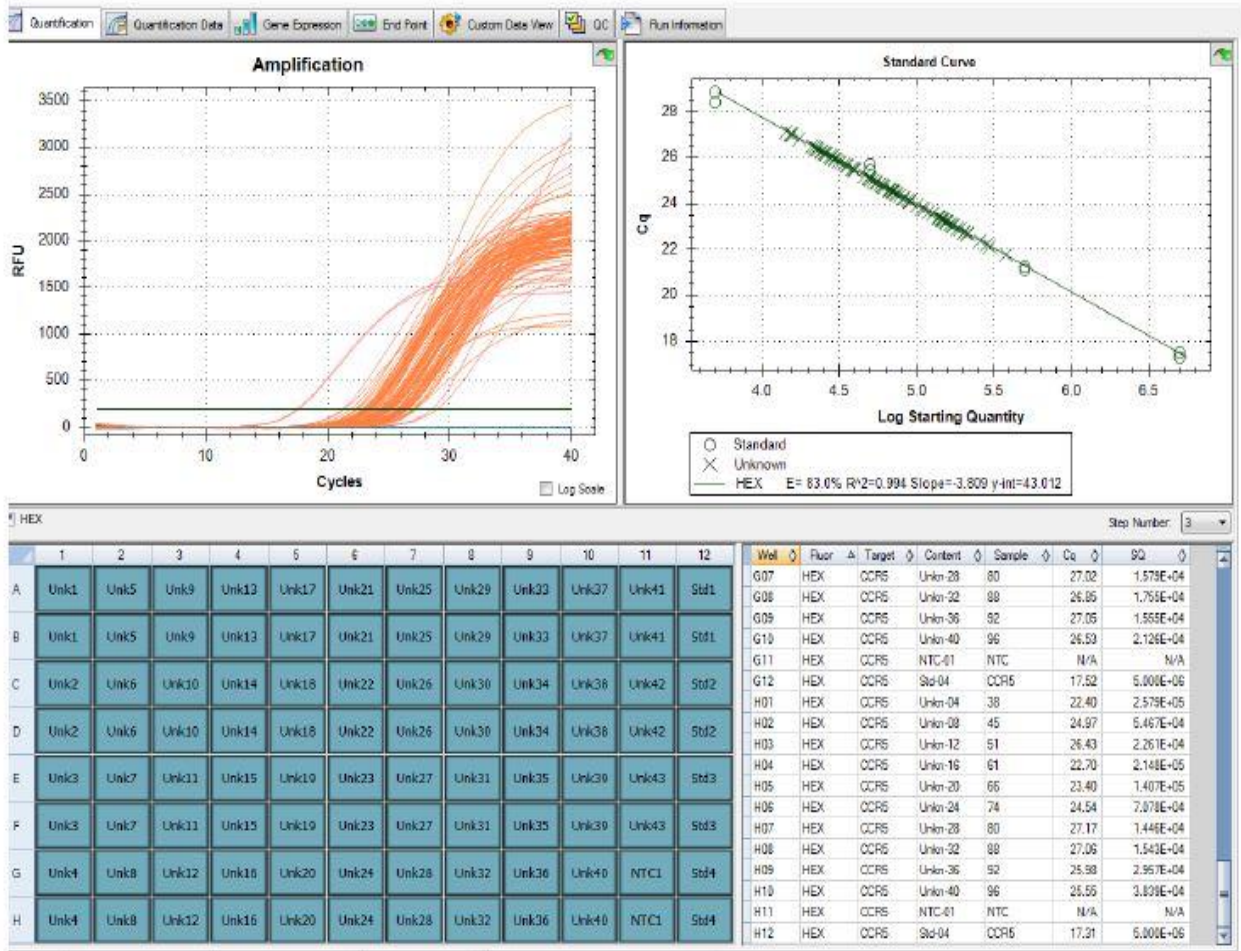 Quantification Quantification Data Gene Expression End Point Custom Data View QC Run Information
Amplification
3500
3000
2500
2000
1500
1000
500
0
RFU
0 10 20 30 40
Cycles
Log Scale
Standard Curve
28
26
24
22
20
18
Cq
4.0 4.5 5.0 5.5 6.0 6.5
Log Starting Quantity
Standard
Unknown
HEX E= 83.0% R^2=0.994 Slope=-3.809 y-int=43.012
HEX
Step Number: 3
1 2 3 4 5 6 7 8 9 10 11 12
A Unk1 Unk5 Unk9 Unk13 Unk17 Unk21 Unk25 Unk29 Unk33 Unk37 Unk41 Std1
B Unk1 Unk5 Unk9 Unk13 Unk17 Unk21 Unk25 Unk29 Unk33 Unk37 Unk41 Std1
C Unk2 Unk6 Unk10 Unk14 Unk18 Unk22 Unk26 Unk30 Unk34 Unk38 Unk42 Std2
D Unk2 Unk6 Unk10 Unk14 Unk18 Unk22 Unk26 Unk30 Unk34 Unk38 Unk42 Std2
E Unk3 Unk7 Unk11 Unk15 Unk19 Unk23 Unk27 Unk31 Unk35 Unk39 Unk43 Std3
F Unk3 Unk7 Unk11 Unk15 Unk19 Unk23 Unk27 Unk31 Unk35 Unk39 Unk43 Std3
G Unk4 Unk8 Unk12 Unk16 Unk20 Unk24 Unk28 Unk32 Unk36 Unk40 NTC1 Std4
H Unk4 Unk8 Unk12 Unk16 Unk20 Unk24 Unk28 Unk32 Unk36 Unk40 NTC1 Std4
Well Fluor Target Content Sample Cq SQ
G07 HEX CCR5 Unkn-28 80 27.02 1.579E+04
G08 HEX CCR5 Unkn-32 88 26.85 1.755E+04
G09 HEX CCR5 Unkn-36 92 27.05 1.555E+04
G10 HEX CCR5 Unkn-40 96 26.53 2.126E+04
G11 HEX CCR5 NTC-01 NTC N/A N/A
G12 HEX CCR5 Std-04 CCR5 17.52 5.000E+06
H01 HEX CCR5 Unkn-04 38 22.40 2.579E+05
H02 HEX CCR5 Unkn-08 45 24.97 5.467E+04
H03 HEX CCR5 Unkn-12 51 26.43 2.261E+04
H04 HEX CCR5 Unkn-16 61 22.70 2.148E+05
H05 HEX CCR5 Unkn-20 66 23.40 1.407E+05
H06 HEX CCR5 Unkn-24 74 24.54 7.078E+04
H07 HEX CCR5 Unkn-28 80 27.17 1.446E+04
H08 HEX CCR5 Unkn-32 88 27.06 1.543E+04
H09 HEX CCR5 Unkn-36 92 25.98 2.957E+04
H10 HEX CCR5 Unkn-40 96 25.55 3.839E+04
H11 HEX CCR5 NTC-01 NTC N/A N/A
H12 HEX CCR5 Std-04 CCR5 17.31 5.000E+06